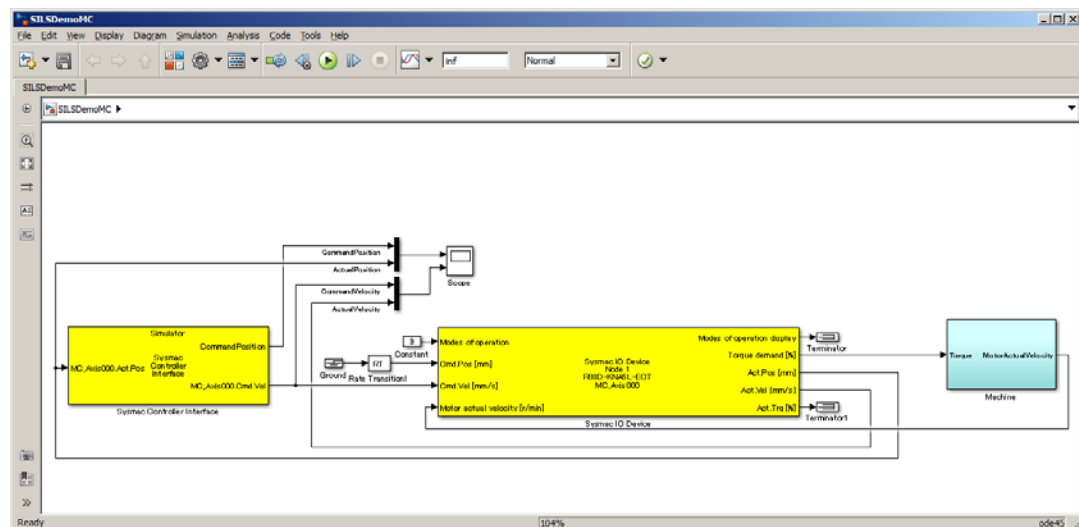 SILSDemoMC
File Edit View Display Diagram Simulation Analysis Code Tools Help
inf
Normal
SILSDemoMC
SILSDemoMC
CommandPosition
ActualPosition
CommandVelocity
ActualVelocity
Scope
Simulator
CommandPosition
Sysmac
Controller
Interface
MC_Axis000.Act.Pos
MC_Axis000.Cmd.Vel
Sysmac Controller Interface
Constant
Ground
RT
Rate Transition1
Modes of operation
Cmd.Pos [mm]
Cmd.Vel [mm/s]
Motor actual velocity [r/min]
Sysmac IO Device
Node 1
R88D-KNA5L-ECT
MC_Axis000
Modes of operation display
Torque demand [%]
Act.Pos [mm]
Act.Vel [mm/s]
Act.Trq [%]
Sysmac IO Device
Terminator
Terminator1
Torque
MotorActualVelocity
Machine
Ready
104%
ode45